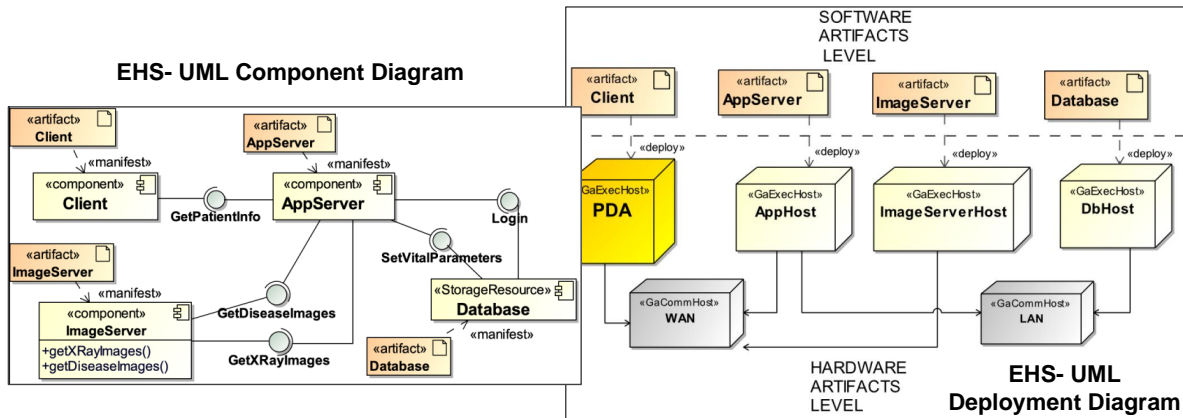 EHS- UML Component Diagram
«artifact»
Client
«artifact»
AppServer
«manifest»
«manifest»
«component»
Client
GetPatientInfo
«component»
AppServer
Login
SetVitalParameters
«artifact»
ImageServer
«manifest»
«component»
ImageServer
+getXRayImages()
+getDiseaseImages()
GetDiseaseImages
GetXRayImages
«StorageResource»
Database
«manifest»
«artifact»
Database
SOFTWARE
ARTIFACTS
LEVEL
«artifact»
Client
«artifact»
AppServer
«artifact»
ImageServer
«artifact»
Database
«deploy»
«deploy»
«deploy»
«deploy»
GaExecHost»
PDA
«GaExecHost»
AppHost
«GaExecHost»
ImageServerHost
«GaExecHost»
DbHost
«GaCommHost»
WAN
«GaCommHost»
LAN
HARDWARE
ARTIFACTS
LEVEL
EHS- UML
Deployment Diagram